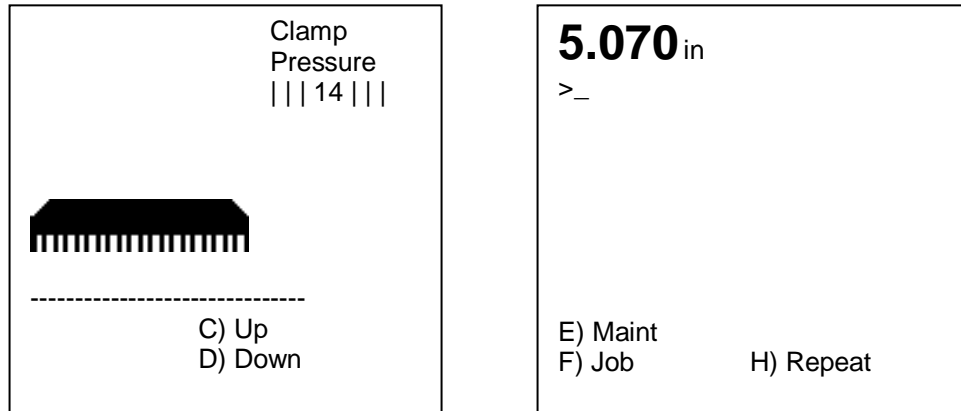 Clamp
Pressure
| | | 14 | | |
------------------------------
C) Up
D) Down
5.070 in
>_
E) Maint
F) Job H) Repeat